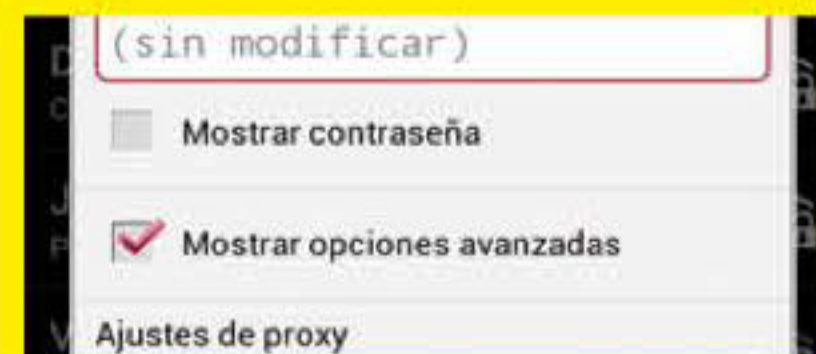 (sin modificar)
Mostrar contraseña
Mostrar opciones avanzadas
Ajustes de proxy